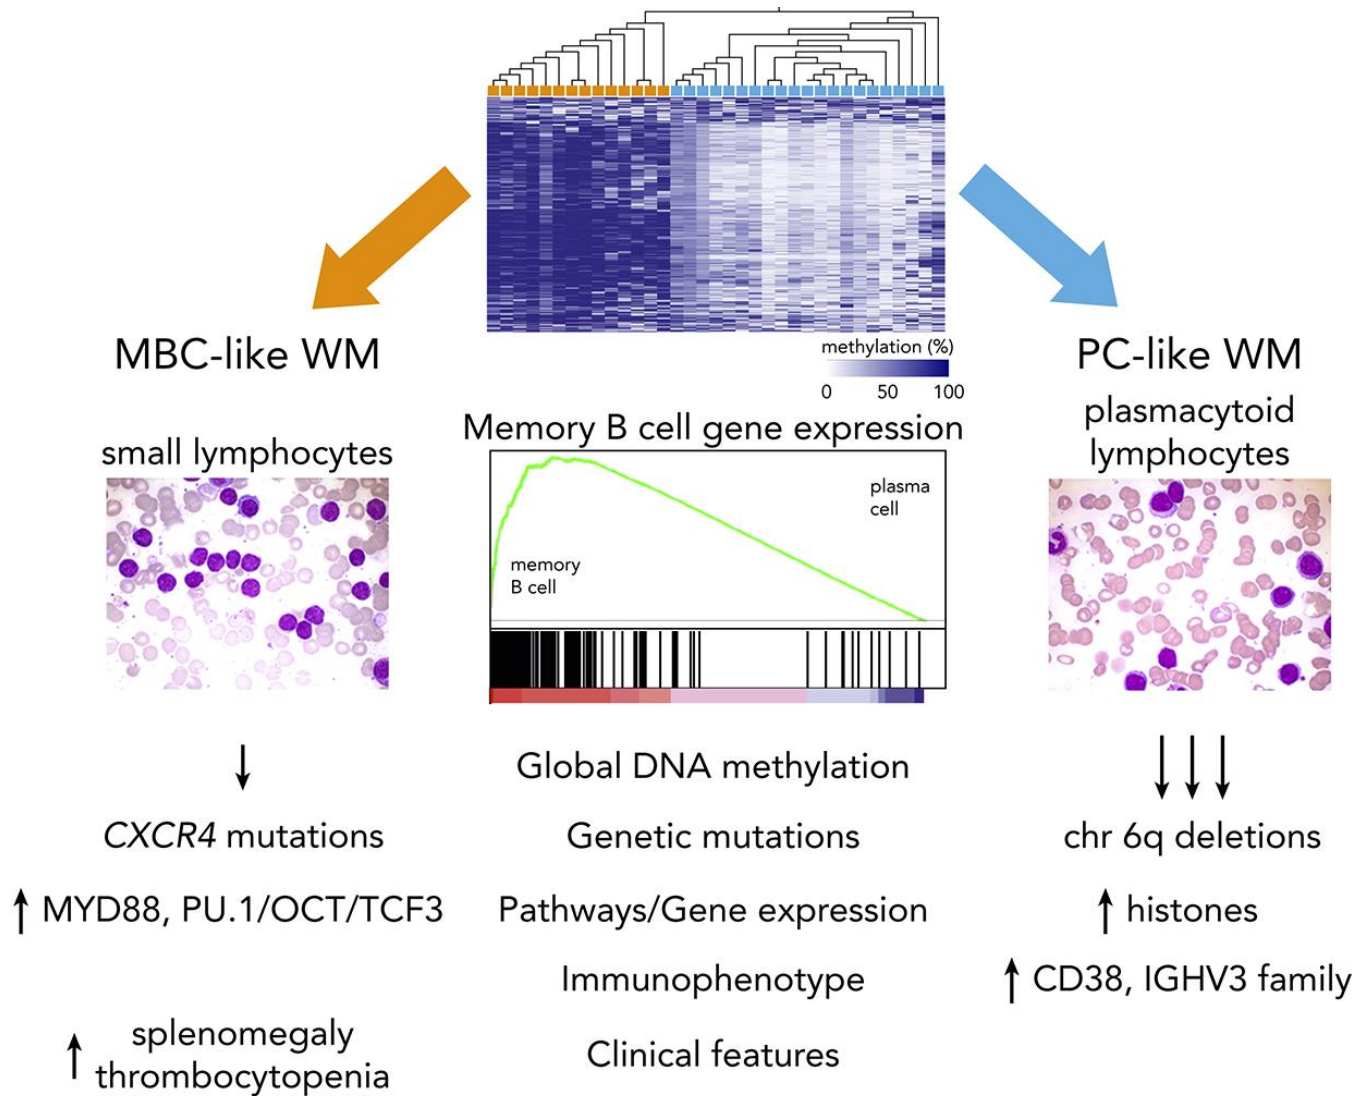 MBC-like WM
small lymphocytes
methylation (%)
0 50 100
Memory B cell gene expression
memory
B cell
plasma
cell
PC-like WM
plasmacytoid
lymphocytes
Global DNA methylation
CXCR4 mutations
Genetic mutations
chr 6q deletions
↑ MYD88, PU.1/OCT/TCF3
Pathways/Gene expression
↑ histones
Immunophenotype
↑ CD38, IGHV3 family
↑ splenomegaly
thrombocytopenia
Clinical features